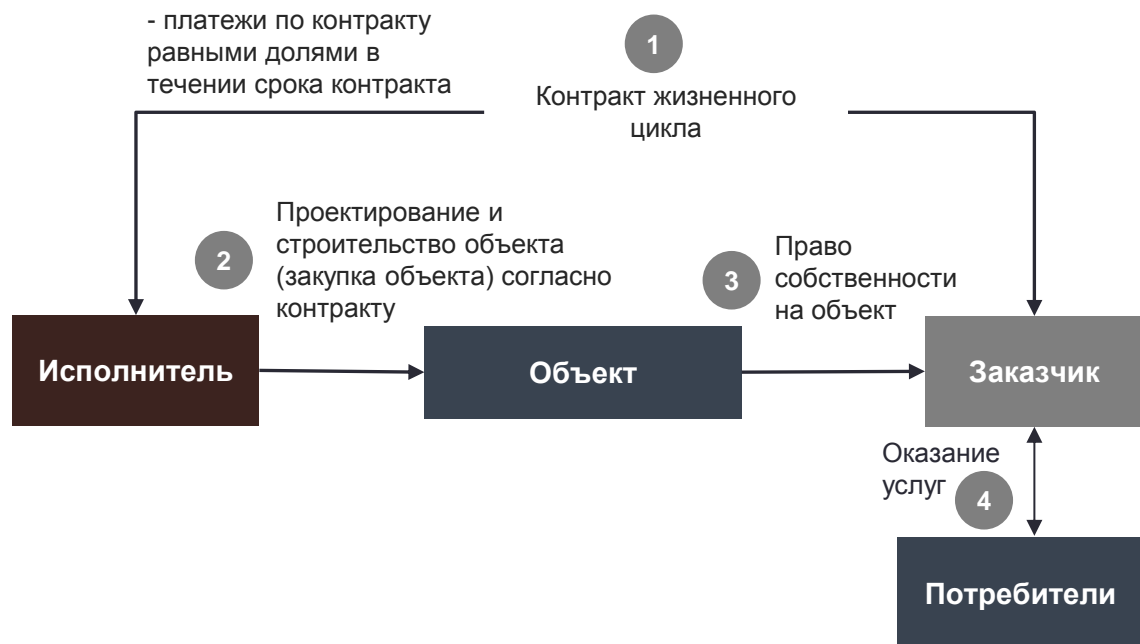 - платежи по контракту
равными долями в
течении срока контракта
1
Контракт жизненного
цикла
2
Проектирование и
строительство объекта
(закупка объекта) согласно
контракту
3
Право
собственности
на объект
Исполнитель
Объект
Заказчик
Оказание
услуг
4
Потребители